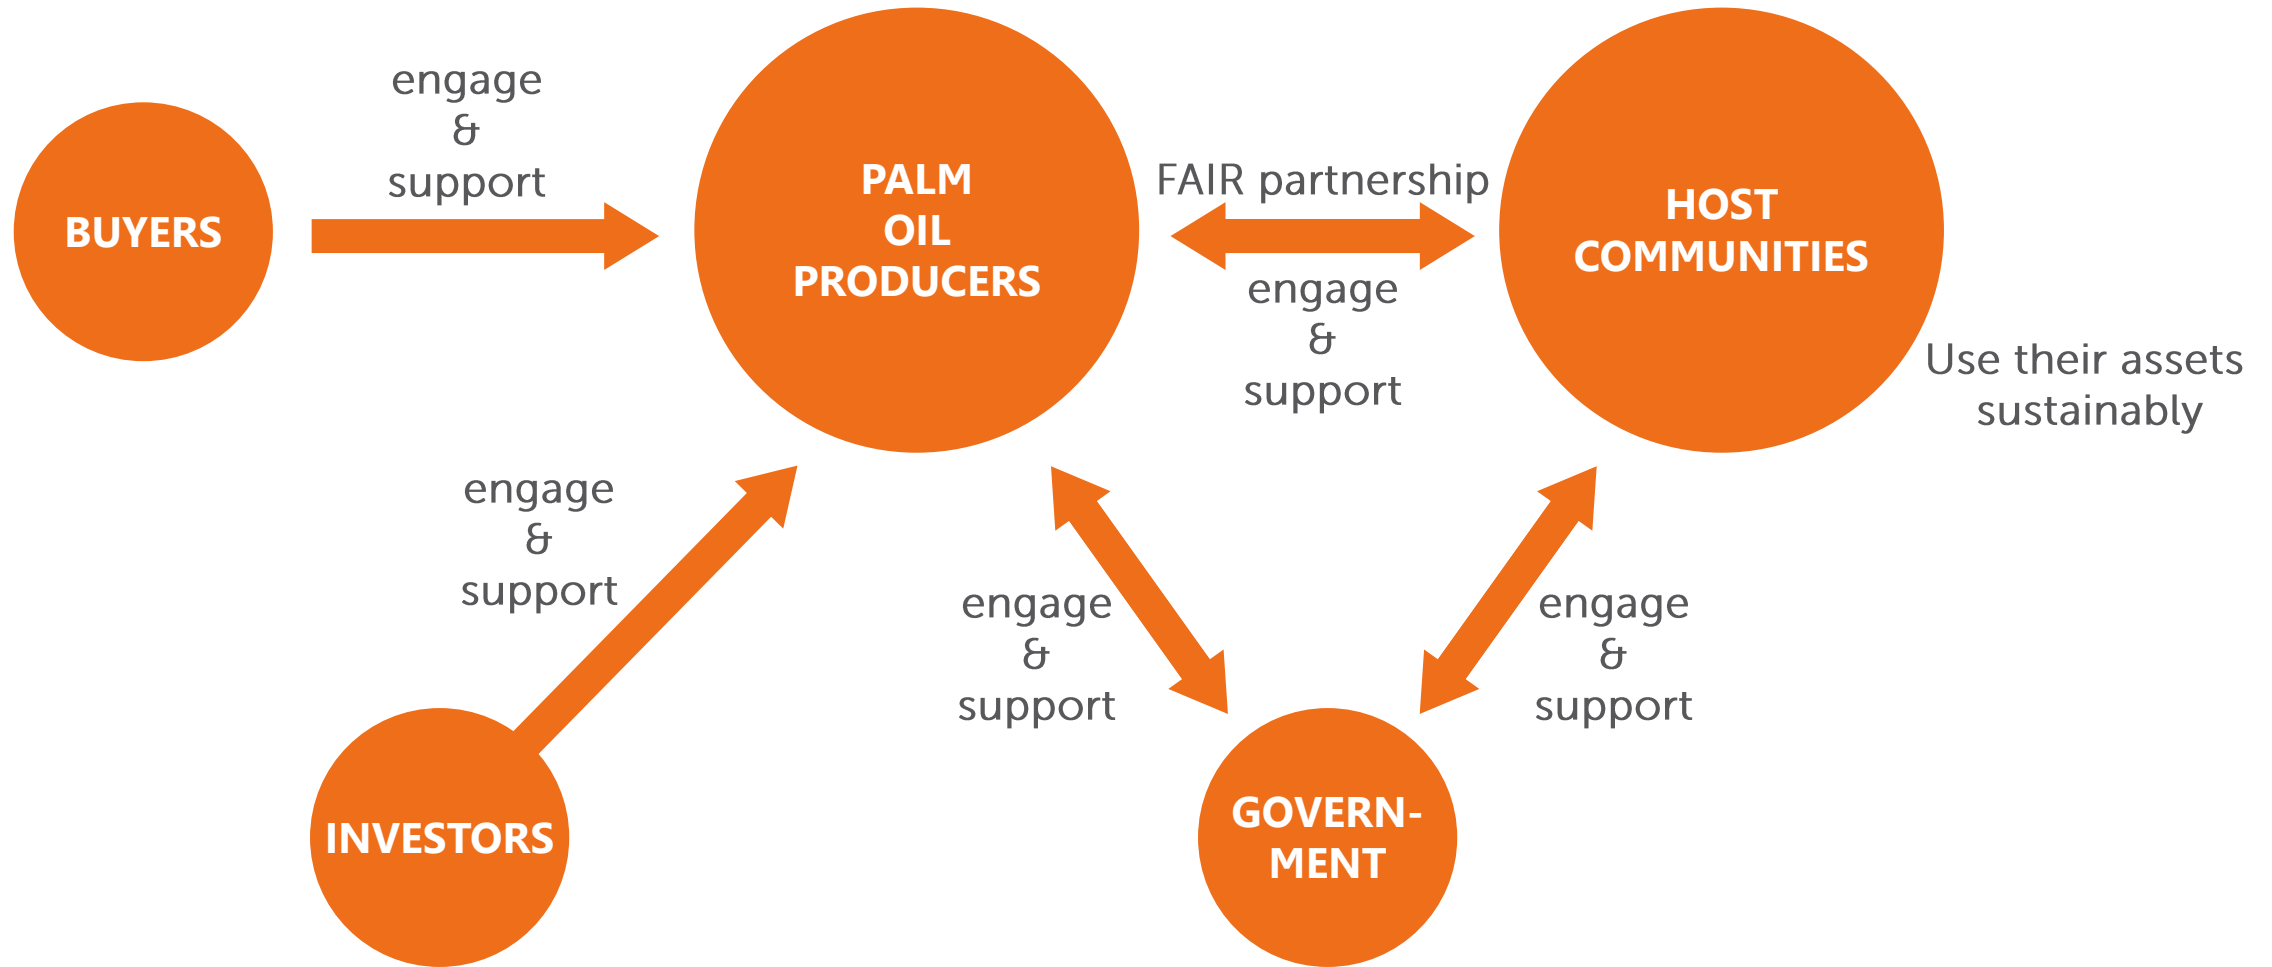 BUYERS
engage
&
support
PALM
OIL
PRODUCERS
FAIR partnership
engage
&
support
HOST
COMMUNITIES
Use their assets
sustainably
engage
&
support
INVESTORS
engage
&
support
GOVERN-
MENT
engage
&
support